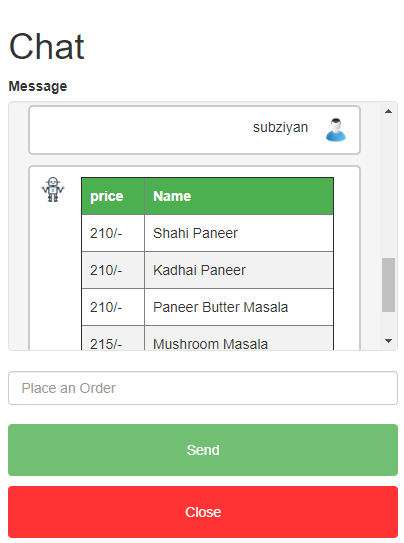 Chat
Message
subziyan
price Name
210/- Shahi Paneer
210/- Kadhai Paneer
210/- Paneer Butter Masala
215/- Mushroom Masala
Place an Order
Send
Close